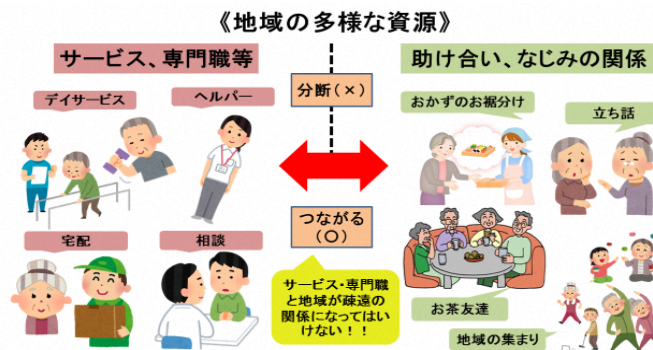 《地域の多様な資源》
サービス、専門職等
助け合い、なじみの関係
分断(×)
デイサービス
ヘルパー
おかずのお裾分け
立ち話
つながる
(〇)
宅配
相談
サービス・専門職
と地域が疎遠の
関係になってはい
けない！！
お茶友達
地域の集まり